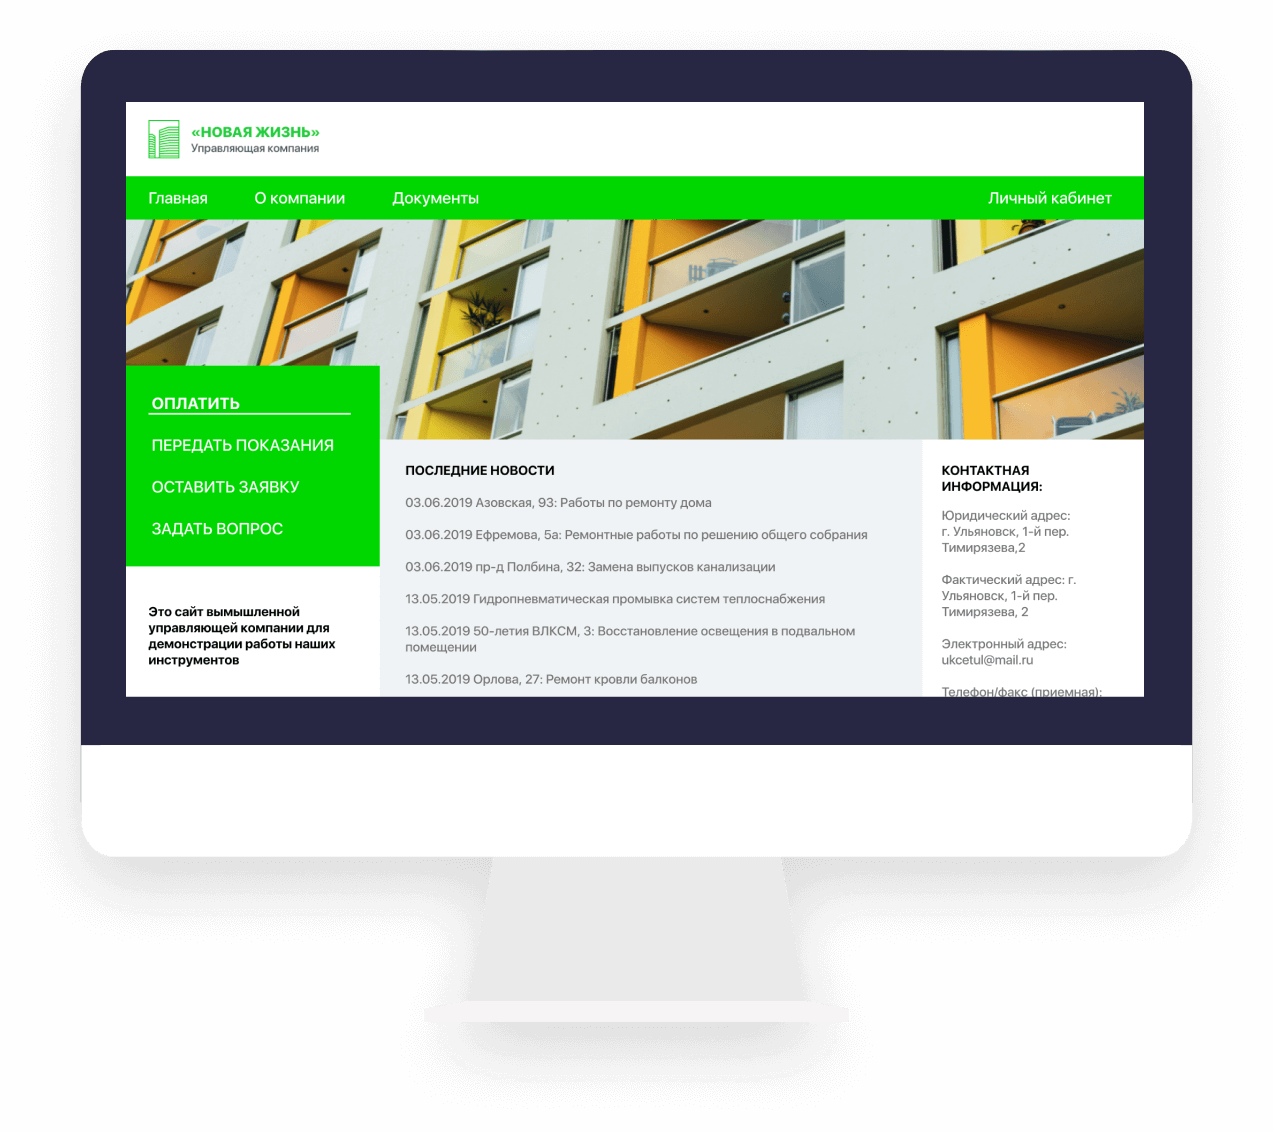 «НОВАЯ ЖИЗНЬ»
Управляющая компания
Главная
О компании
Документы
Личный кабинет
ОПЛАТИТЬ
ПЕРЕДАТЬ ПОКАЗАНИЯ
ОСТАВИТЬ ЗАЯВКУ
ЗАДАТЬ ВОПРОС
Это сайт вымышленной
управляющей компании для
демонстрации работы наших
инструментов
ПОСЛЕДНИЕ НОВОСТИ
03.06.2019 Азовская, 93: Работы по ремонту дома
03.06.2019 Ефремова, 5а: Ремонтные работы по решению общего собрания
03.06.2019 пр-д Полбина, 32: Замена выпусков канализации
13.05.2019 Гидропневматическая промывка систем теплоснабжения
13.05.2019 50-летия ВЛКСМ, 3: Восстановление освещения в подвальном
помещении
13.05.2019 Орлова, 27: Ремонт кровли балконов
КОНТАКТНАЯ
ИНФОРМАЦИЯ:
Юридический адрес:
г. Ульяновск, 1-й пер.
Тимирязева,2
Фактический адрес: г.
Ульяновск, 1-й пер.
Тимирязева, 2
Электронный адрес:
ukcetul@mail.ru
Телефон/факс (приемная):